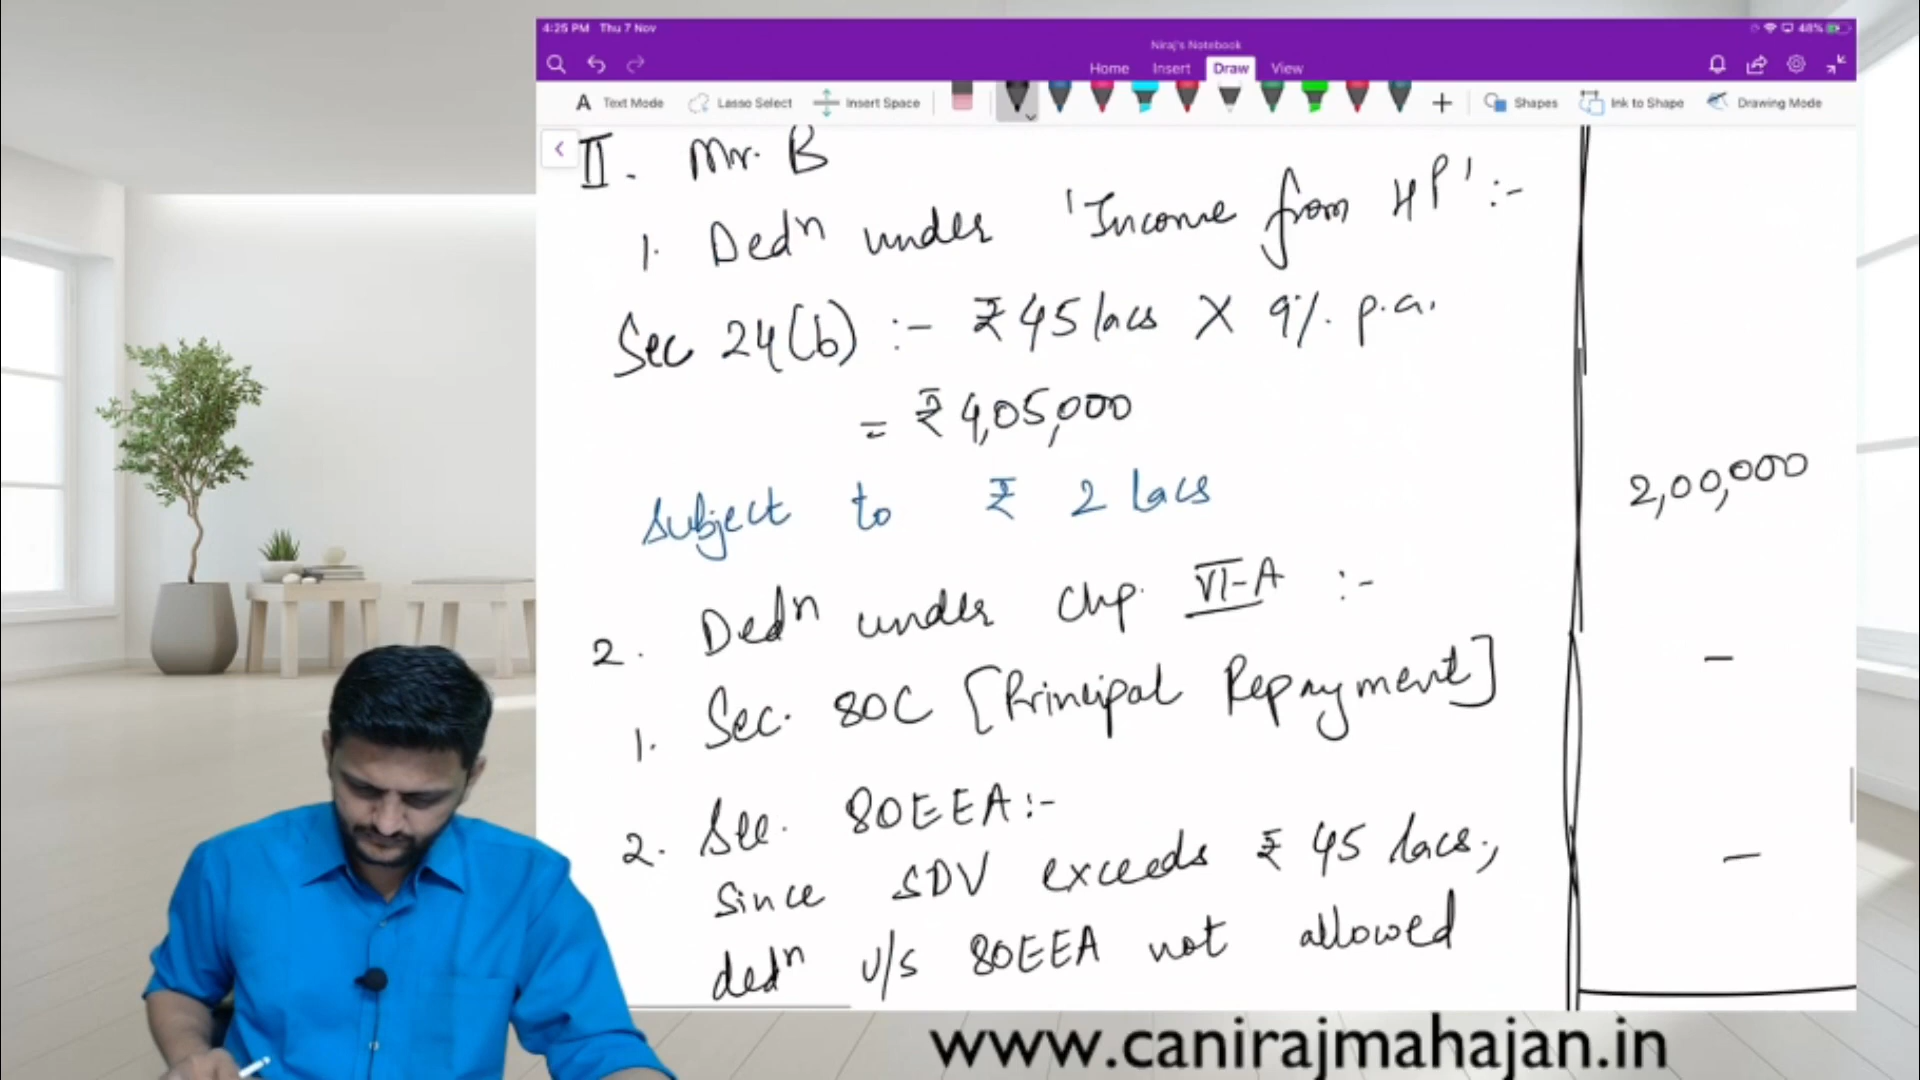 4:25 PM Thu 7 Nov
48%
Niraj's Notebook
Home Insert Draw View
A Text Mode Lasso Select Insert Space Shapes Ink to Shape Drawing Mode
II. Mr. B
1. Dedⁿ under 'Income from HP' :-
Sec 24(b) :- ₹45 lacs X 9%. p.a.
= ₹4,05,000
Subject to ₹ 2 lacs 2,00,000
2. Dedⁿ under Chp. VI-A :-
1. Sec. 80C [Principal Repayment] -
2. Sec. 80EEA:-
Since SDV exceeds ₹ 45 lacs., -
dedⁿ u/s 80EEA not allowed
www.canirajmahajan.in